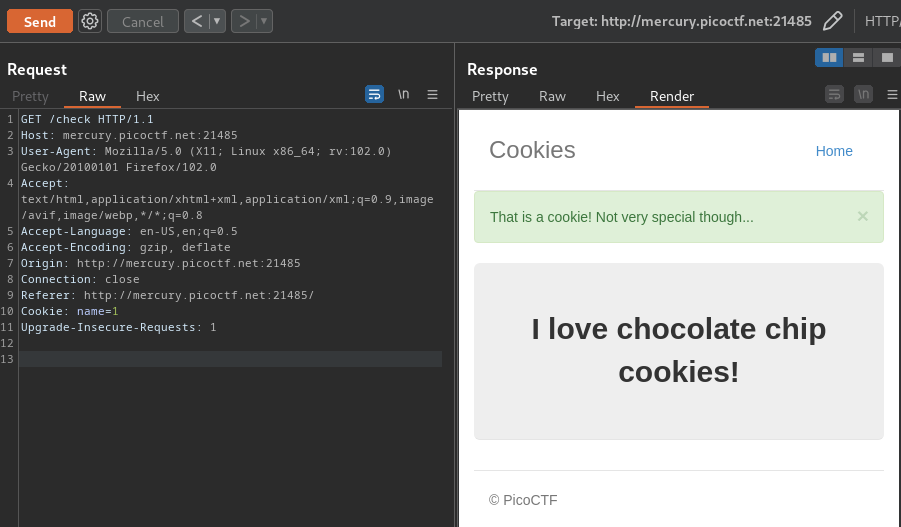 Send Cancel < ▼ > ▼ Target: http://mercury.picoctf.net:21485 HTTP/
Request
Pretty Raw Hex \n
1 GET /check HTTP/1.1
2 Host: mercury.picoctf.net:21485
3 User-Agent: Mozilla/5.0 (X11; Linux x86_64; rv:102.0)
Gecko/20100101 Firefox/102.0
4 Accept:
text/html,application/xhtml+xml,application/xml;q=0.9,image
/avif,image/webp,*/*;q=0.8
5 Accept-Language: en-US,en;q=0.5
6 Accept-Encoding: gzip, deflate
7 Origin: http://mercury.picoctf.net:21485
8 Connection: close
9 Referer: http://mercury.picoctf.net:21485/
10 Cookie: name=1
11 Upgrade-Insecure-Requests: 1
12
13
Response
Pretty Raw Hex Render \n
Cookies Home
That is a cookie! Not very special though... ×
I love chocolate chip
cookies!
© PicoCTF